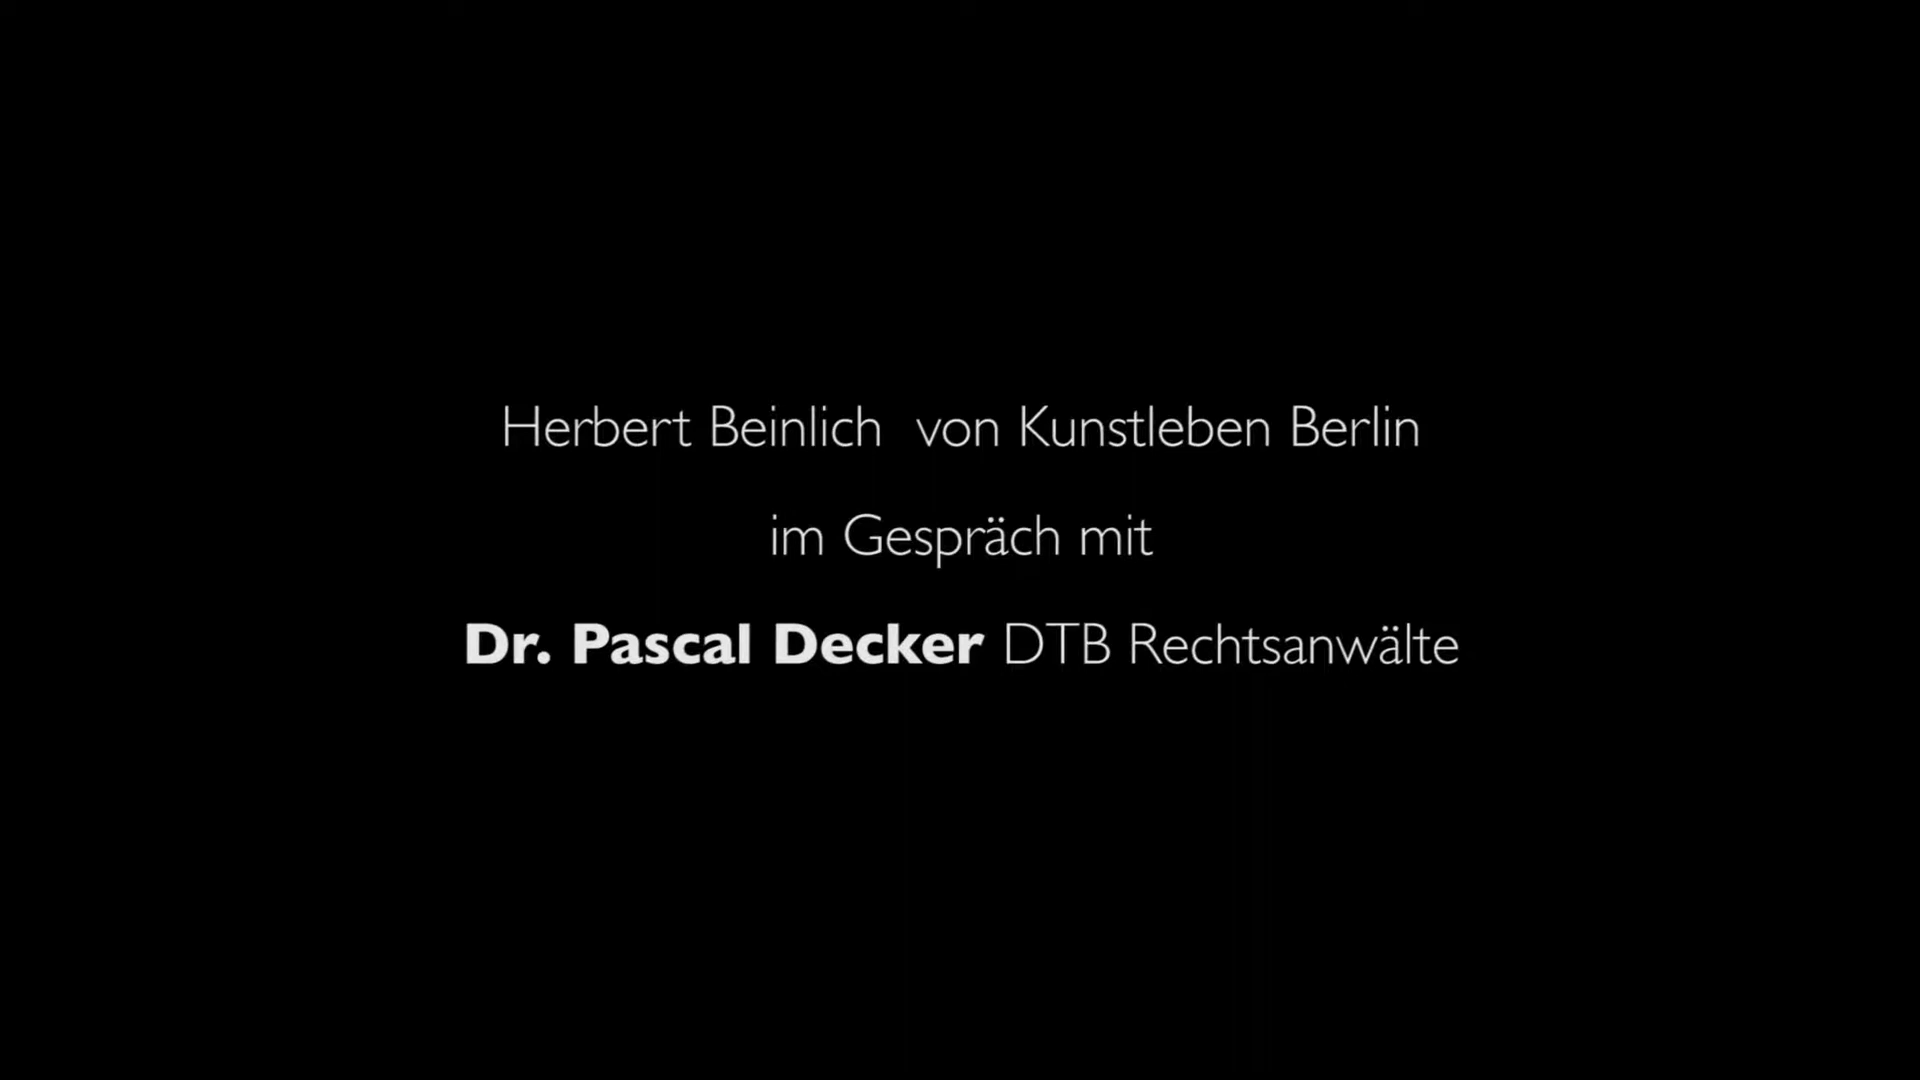 Herbert Beinlich  von Kunstleben Berlin
im Gespräch mit
Dr. Pascal Decker DTB Rechtsanwälte